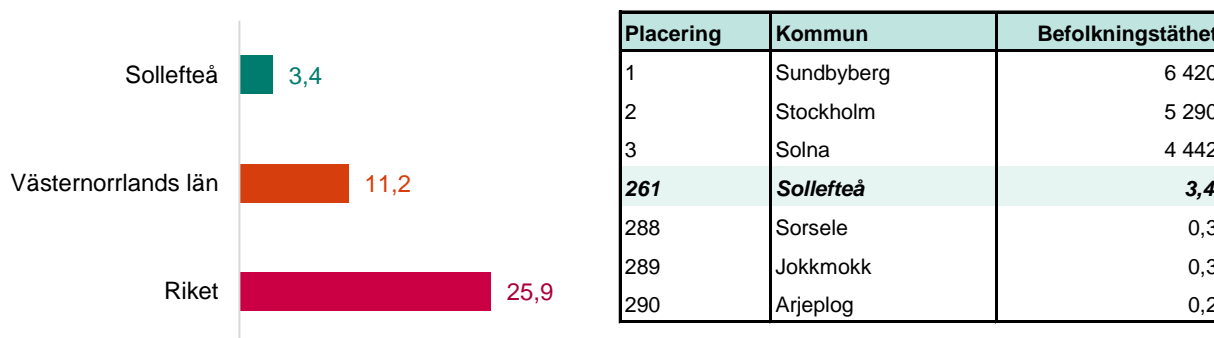 Sollefteå 3,4
Västernorrlands län 11,2
Riket 25,9
Placering Kommun Befolkningstäthet
1 Sundbyberg 6 420
2 Stockholm 5 290
3 Solna 4 442
261 Sollefteå 3,4
288 Sorsele 0,3
289 Jokkmokk 0,3
290 Arjeplog 0,2